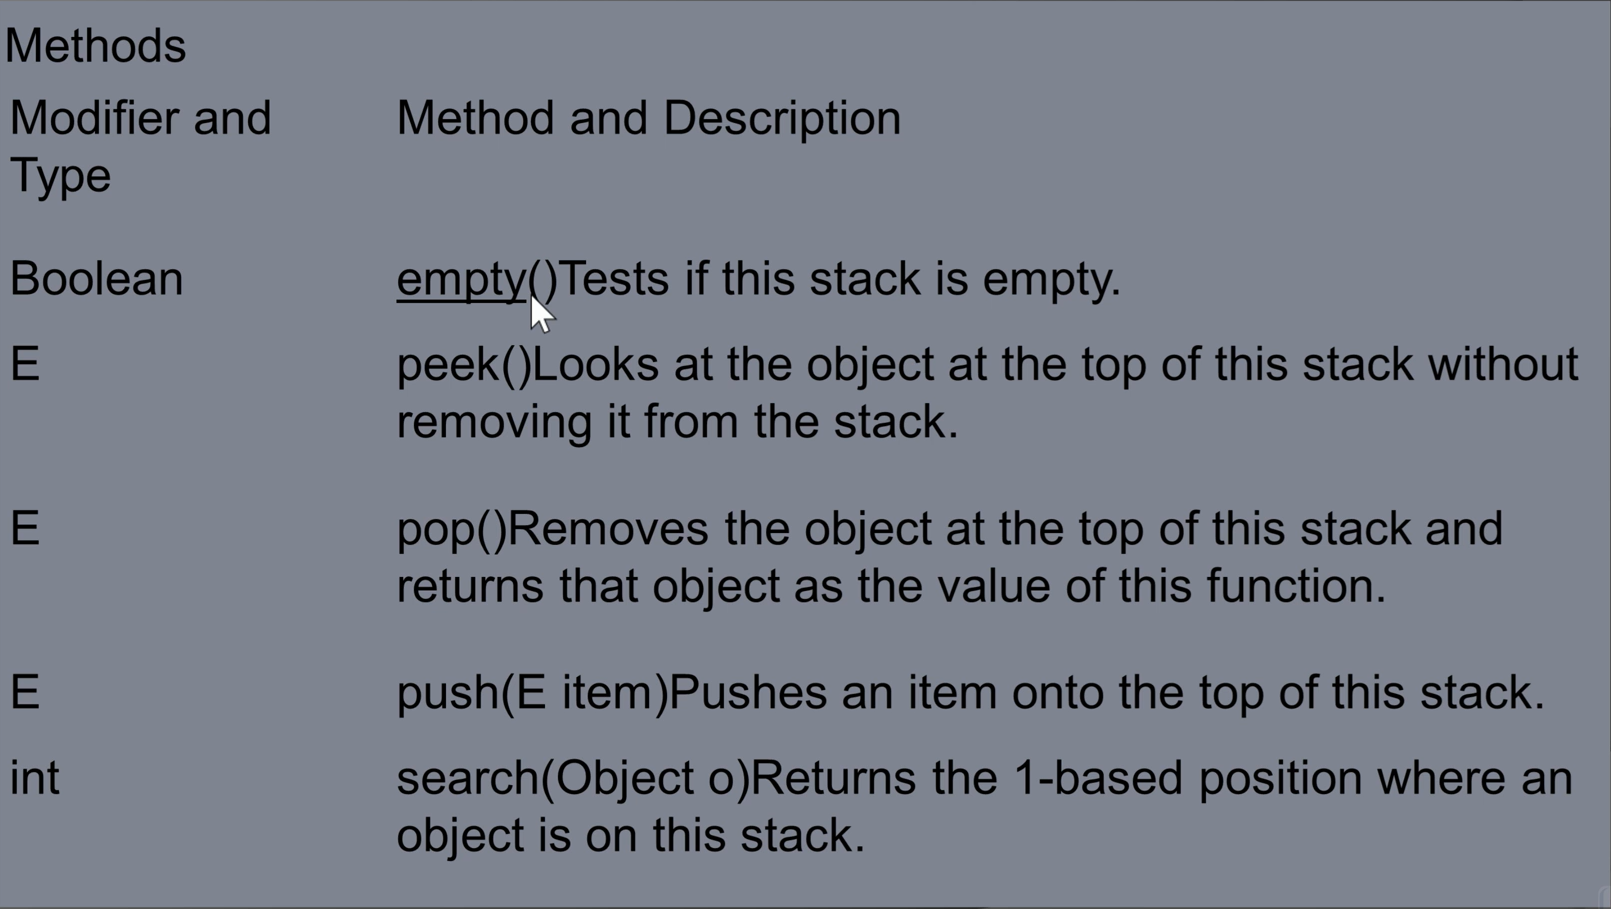 Methods
Modifier and Method and Description
Type
Boolean empty()Tests if this stack is empty.
E peek()Looks at the object at the top of this stack without
removing it from the stack.
E pop()Removes the object at the top of this stack and
returns that object as the value of this function.
E push(E item)Pushes an item onto the top of this stack.
int search(Object o)Returns the 1-based position where an
object is on this stack.